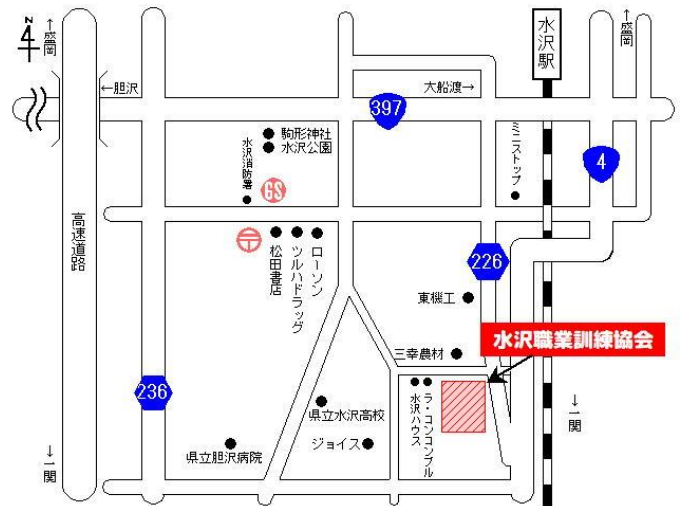 N
4
↑盛岡
水沢駅
↑盛岡
←胆沢
大船渡→
397
4
駒形神社
水沢公園
水沢消防署
GS
ミニストップ
高速道路
〒
松田書店
ツルハドラッグ
ローソン
226
東機工
水沢職業訓練協会
三幸農材
236
県立水沢高校
水沢ハウス
ラ・コンコンブル
県立胆沢病院
ジョイス
↓一関
↓一関